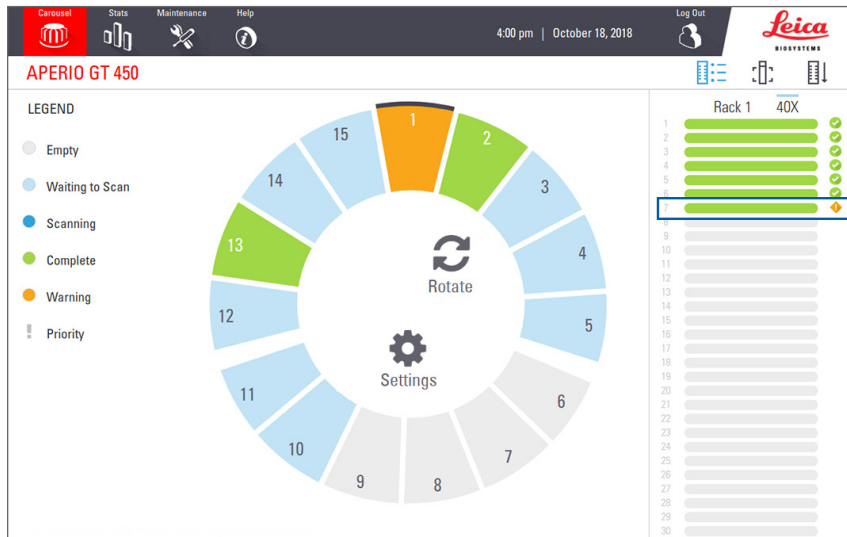 Carousel Stats Maintenance Help
4:00 pm | October 18, 2018
Log Out
Leica
BIOSYSTEMS
APERIO GT 450
LEGEND
Empty
Waiting to Scan
Scanning
Complete
Warning
! Priority
1
2
3
4
5
6
7
8
9
10
11
12
13
14
15
Rotate
Settings
Rack 1 40X
1
2
3
4
5
6
7
8
9
10
11
12
13
14
15
16
17
18
19
20
21
22
23
24
25
26
27
28
29
30